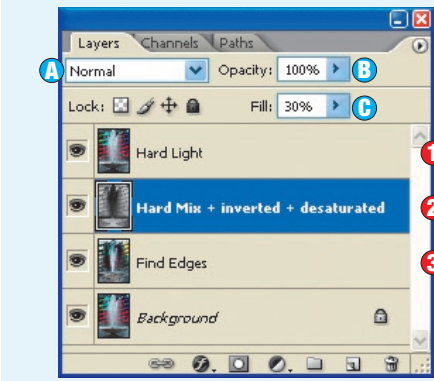 Layers Channels Paths
A Normal Opacity: 100% B
Lock: Fill: 30% C
Hard Light 1
Hard Mix + inverted + desaturated 2
Find Edges 3
Background